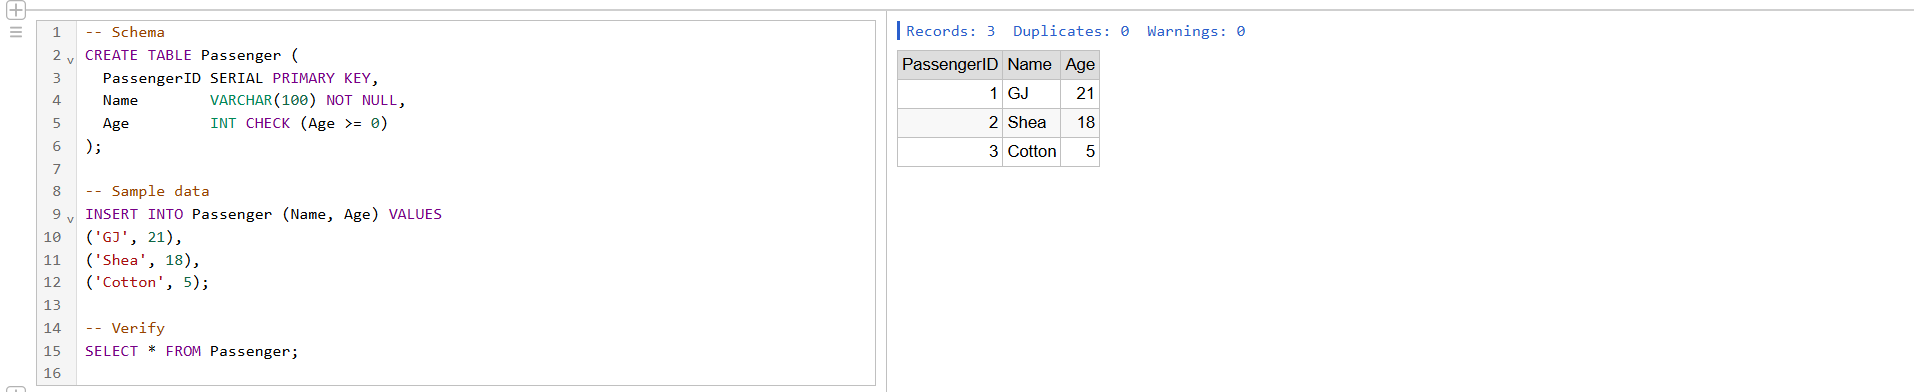 1 -- Schema
2 CREATE TABLE Passenger (
3 PassengerID SERIAL PRIMARY KEY,
4 Name VARCHAR(100) NOT NULL,
5 Age INT CHECK (Age >= 0)
6 );
7
8 -- Sample data
9 INSERT INTO Passenger (Name, Age) VALUES
10 ('GJ', 21),
11 ('Shea', 18),
12 ('Cotton', 5);
13
14 -- Verify
15 SELECT * FROM Passenger;
16
Records: 3 Duplicates: 0 Warnings: 0
PassengerID Name Age
1 GJ 21
2 Shea 18
3 Cotton 5